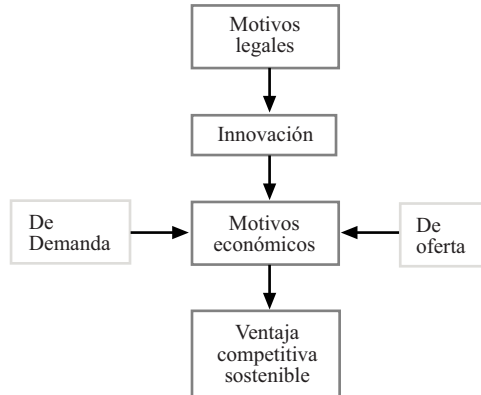 Motivos
legales
Innovación
De
Demanda
Motivos
económicos
De
oferta
Ventaja
competitiva
sostenible